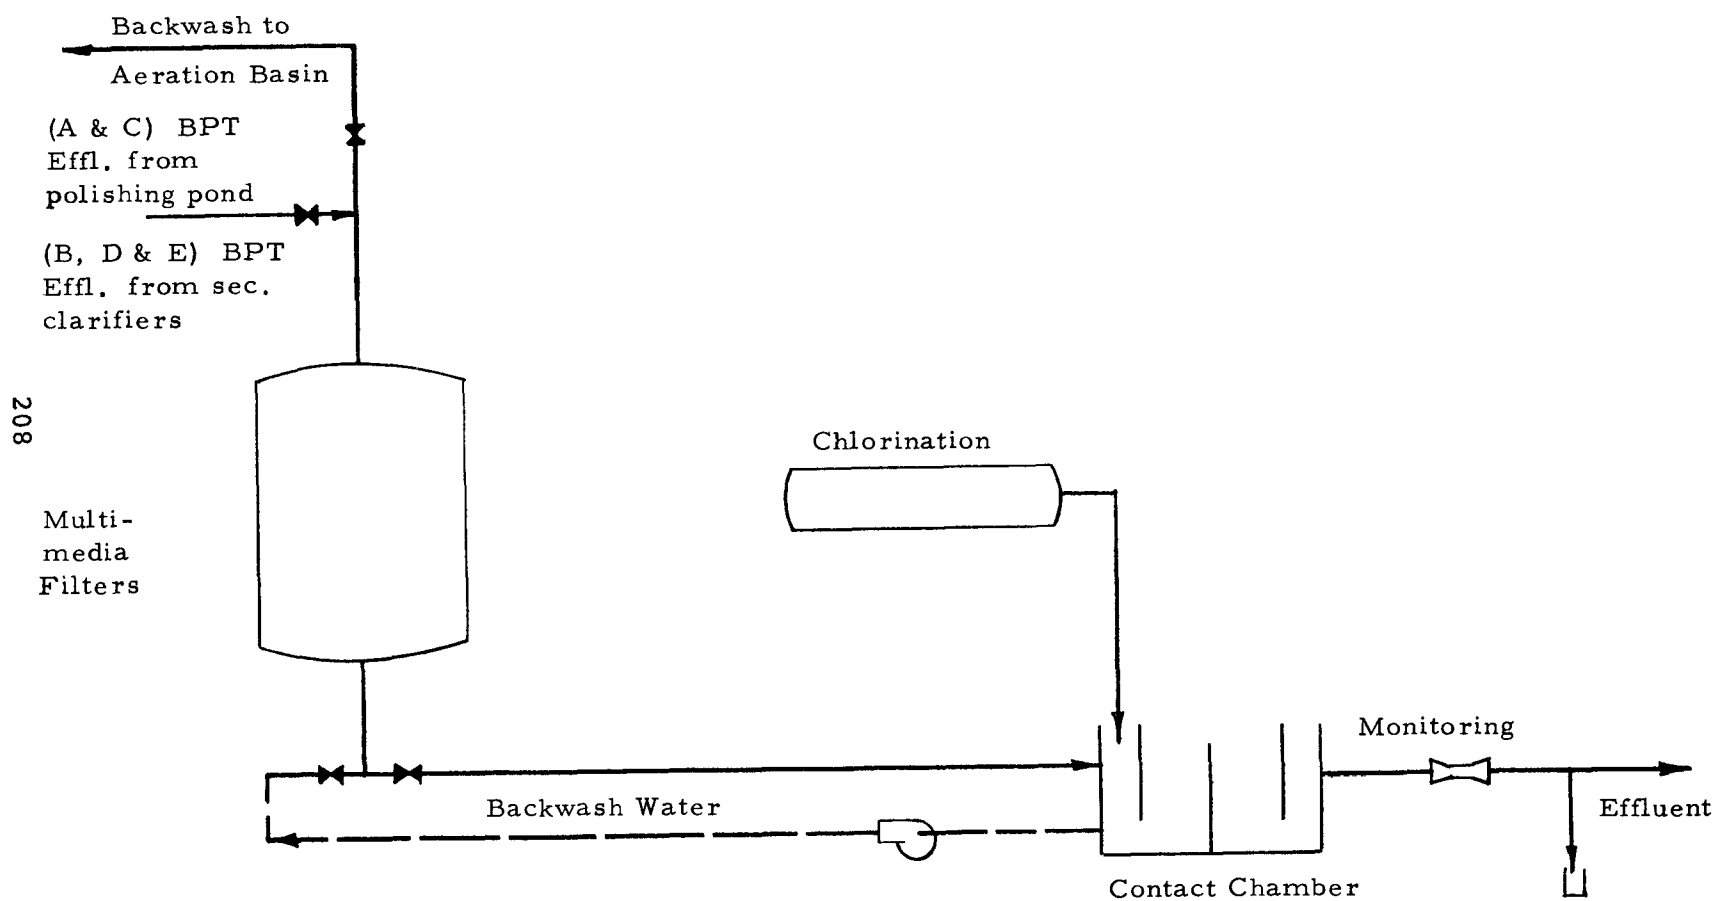 Backwash to
Aeration Basin
(A & C) BPT
Effl. from
polishing pond
(B, D & E) BPT
Effl. from sec.
clarifiers
208
Multi-
media
Filters
Chlorination
Monitoring
Backwash Water
Effluent
Contact Chamber